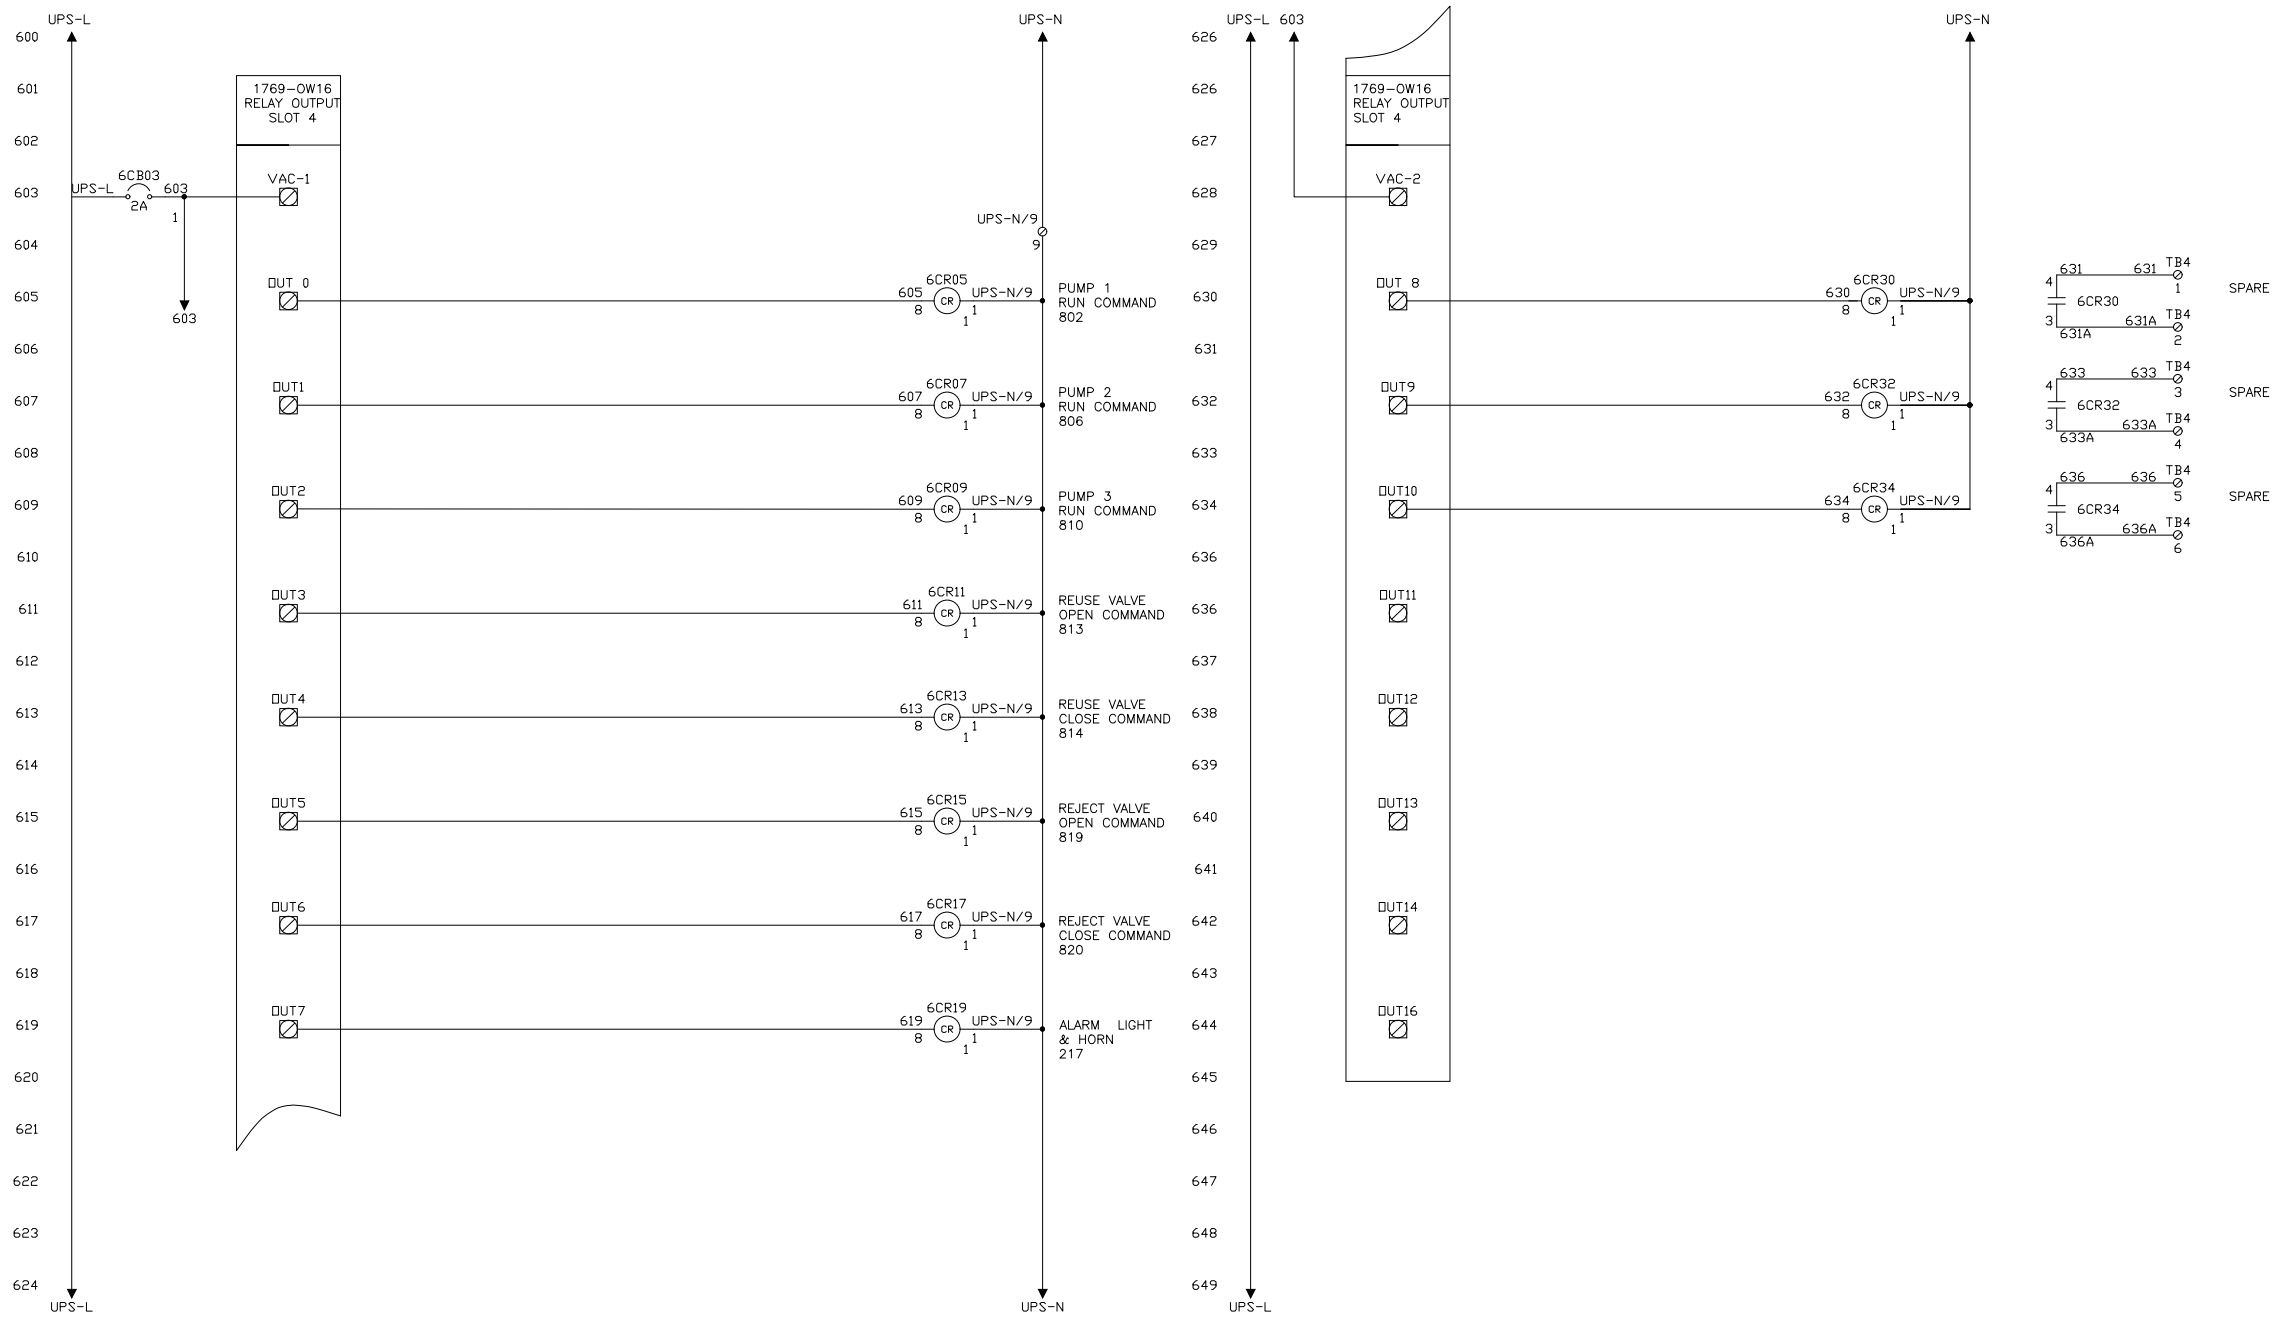 UPS-L
UPS-N
UPS-L 603
UPS-N
600
601
602
603
604
605
606
607
608
609
610
611
612
613
614
615
616
617
618
619
620
621
622
623
624
1769-OW16
RELAY OUTPUT
SLOT 4
UPS-L
6CB03
2A
603
1
603
VAC-1
OUT 0
OUT1
OUT2
OUT3
OUT4
OUT5
OUT6
OUT7
UPS-N/9
9
605
8
6CR05
CR
UPS-N/9
1
1
PUMP 1
RUN COMMAND
802
607
8
6CR07
CR
UPS-N/9
1
1
PUMP 2
RUN COMMAND
806
609
8
6CR09
CR
UPS-N/9
1
1
PUMP 3
RUN COMMAND
810
611
8
6CR11
CR
UPS-N/9
1
1
REUSE VALVE
OPEN COMMAND
813
613
8
6CR13
CR
UPS-N/9
1
1
REUSE VALVE
CLOSE COMMAND
814
615
8
6CR15
CR
UPS-N/9
1
1
REJECT VALVE
OPEN COMMAND
819
617
8
6CR17
CR
UPS-N/9
1
1
REJECT VALVE
CLOSE COMMAND
820
619
8
6CR19
CR
UPS-N/9
1
1
ALARM LIGHT
& HORN
217
UPS-L
UPS-N
626
626
627
628
629
630
631
632
633
634
636
636
637
638
639
640
641
642
643
644
645
646
647
648
649
1769-OW16
RELAY OUTPUT
SLOT 4
VAC-2
OUT 8
OUT9
OUT10
OUT11
OUT12
OUT13
OUT14
OUT16
630
8
6CR30
CR
UPS-N/9
1
1
632
8
6CR32
CR
UPS-N/9
1
1
634
8
6CR34
CR
UPS-N/9
1
1
631
631
TB4
1
4
6CR30
3
631A
631A
TB4
2
SPARE
633
633
TB4
3
4
6CR32
3
633A
633A
TB4
4
SPARE
636
636
TB4
5
4
6CR34
3
636A
636A
TB4
6
SPARE
UPS-L